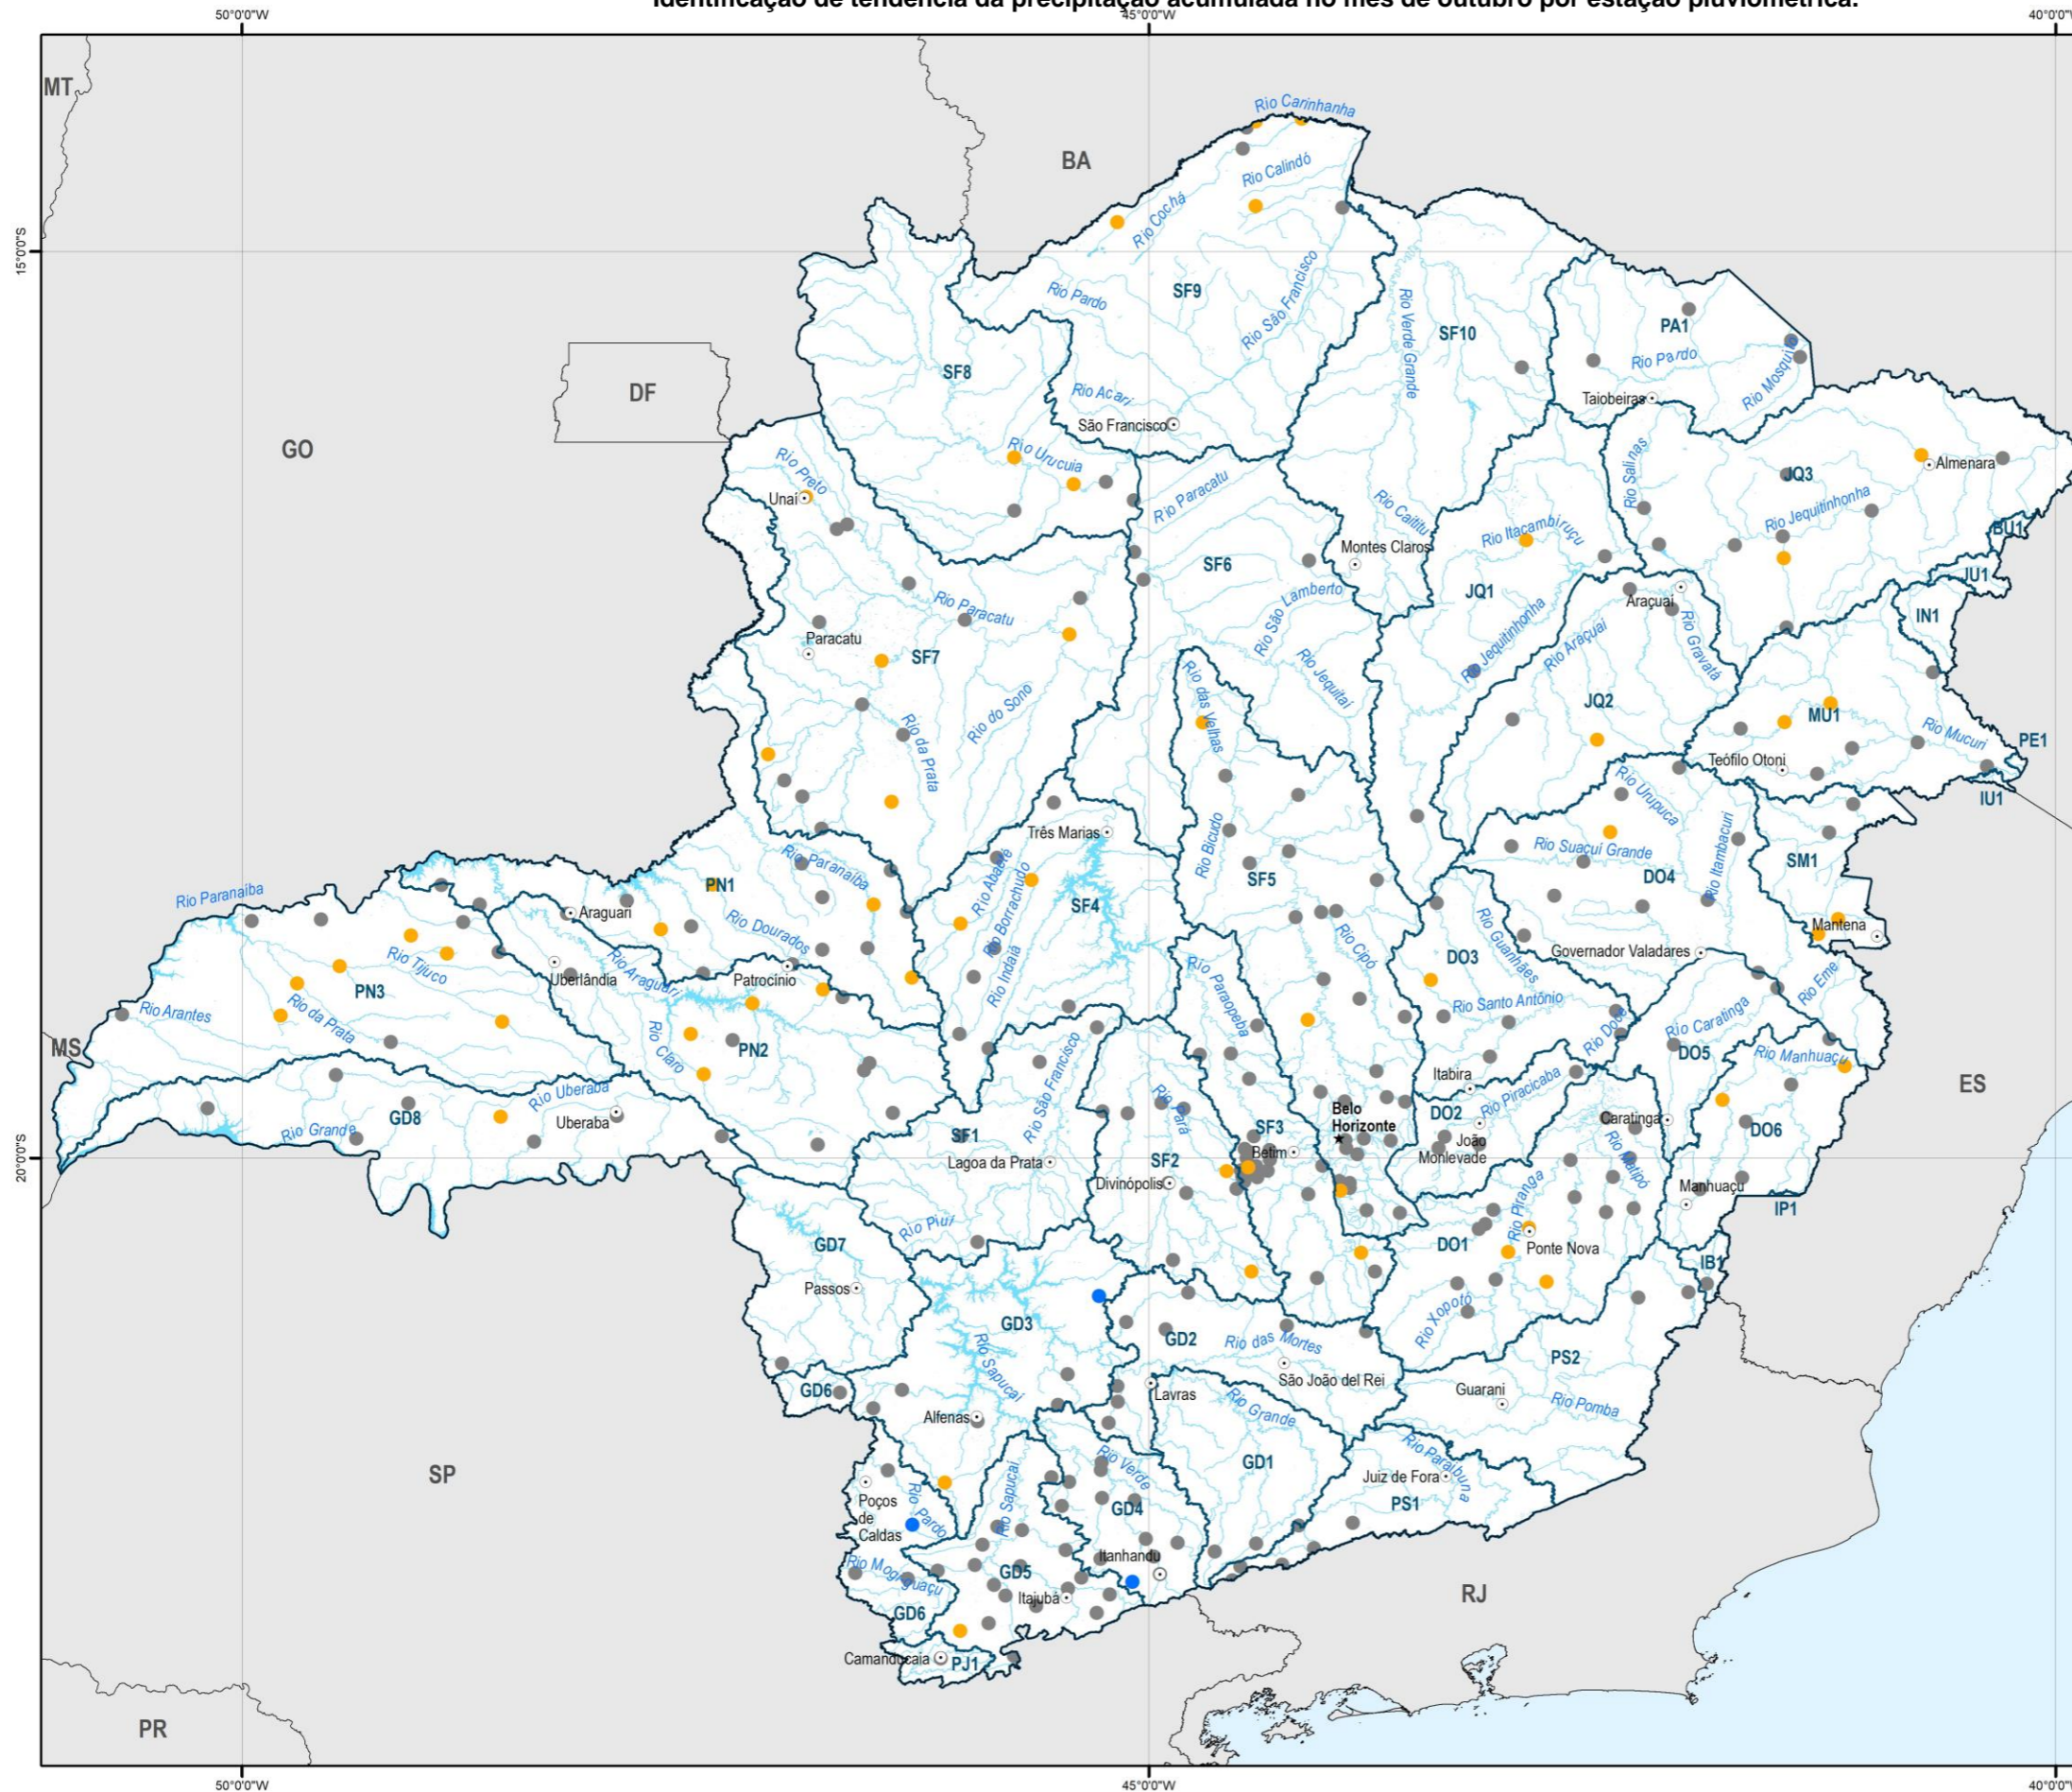 Identificação de tendência da precipitação acumulada no mês de outubro por estação pluviométrica.
50°0'0"W
45°0'0"W
40°0'0"W
MT
BA
Rio Carinhanha
Rio Calindó
Rio Cochá
15°0'0"S
Rio Pardo
SF9
Rio São Francisco
Rio Verde Grande
SF10
PA1
Rio Pardo
Rio Mosquito
SF8
DF
Rio Acari
São Francisco
Taiobeiras
GO
Rio Preto
Unaí
Rio Urucuia
Rio Paracatu
Rio Salinas
JQ3
Almenara
Rio Jequitinhonha
BU1
Rio Caititu
Montes Claros
Rio Itacambiruçu
SF6
JU1
JQ1
Araçuaí
Rio São Lamberto
IN1
Rio Paracatu
Paracatu
SF7
Rio Jequitinhonha
Rio Araçuaí
Rio Gravatá
Rio das Velhas
Rio Jequitaí
Rio do Sono
JQ2
MU1
Rio da Prata
Rio Mucuri
PE1
Teófilo Otoni
IU1
Rio Urupuca
Três Marias
Rio Bicudo
Rio Suaçuí Grande
Rio Itambacuri
SM1
DO4
Rio Paranaíba
PN1
Rio Abaeté
Rio Borrachudo
SF4
SF5
Rio Paranaíba
Araguari
Rio Dourados
Rio Cipó
Rio Guanhães
Mantena
Governador Valadares
DO3
Rio Tijuco
Uberlândia
Rio Araguari
Patrocínio
Rio Indaiá
Rio Paraopeba
PN3
Rio Eme
Rio Arantes
Rio da Prata
Rio Santo Antônio
Rio Doce
Rio Caratinga
MS
Rio Claro
PN2
Rio São Francisco
DO5
Rio Manhuaçu
Itabira
ES
Rio Uberaba
Rio Pará
Rio Piracicaba
GD8
Uberaba
Belo
Horizonte
DO2
Caratinga
Rio Grande
SF1
SF3
João
Monlevade
DO6
20°0'0"S
Lagoa da Prata
SF2
Betim
Rio Matipó
Divinópolis
Manhuaçu
Rio Piranga
IP1
Rio Piuí
GD7
DO1
Ponte Nova
IB1
Passos
GD3
Rio Xopotó
GD2
Rio das Mortes
PS2
Rio Sapucaí
GD6
São João del Rei
Lavras
Guarani
Rio Pomba
Alfenas
Rio Grande
SP
Rio Verde
GD1
Rio Paraibuna
Juiz de Fora
Rio Sapucaí
Poços
de
Caldas
Rio Pardo
GD4
PS1
Itanhandu
Rio Mogi-guaçu
GD5
Itajubá
RJ
GD6
Camanducaia
PJ1
PR
50°0'0"W
45°0'0"W
40°0'0"W